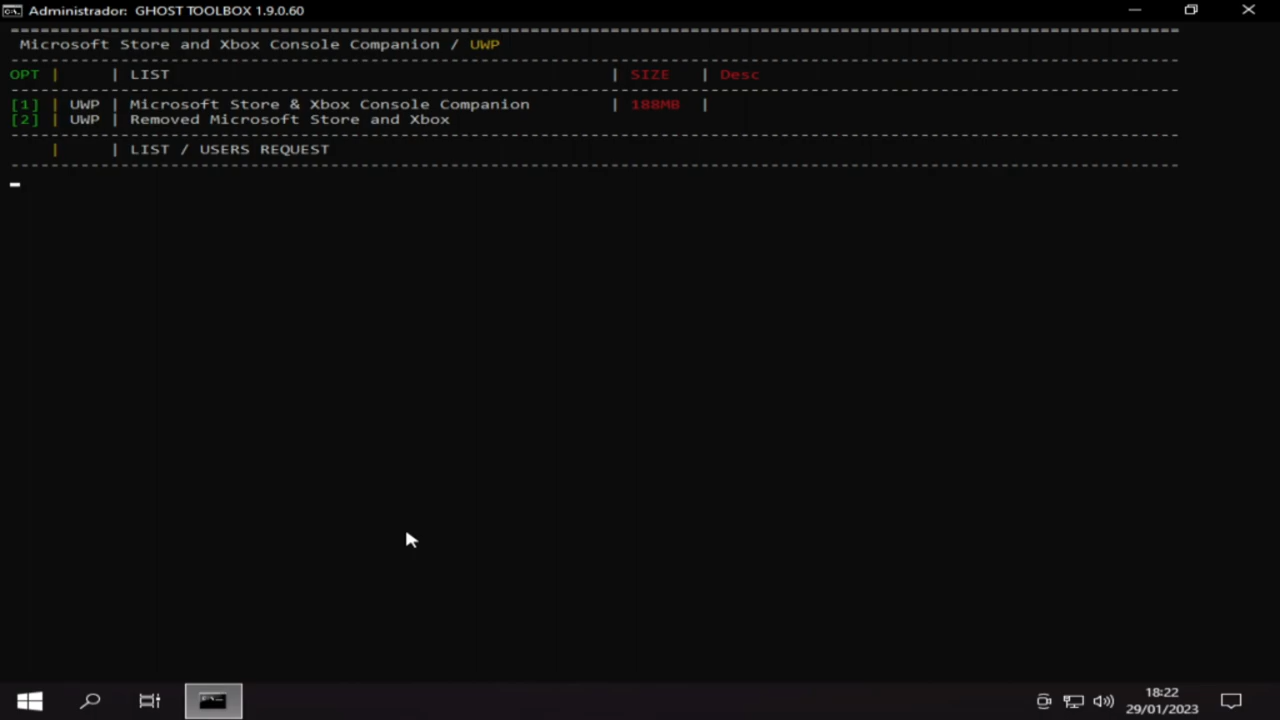 Administrador: GHOST TOOLBOX 1.9.0.60
Microsoft Store and Xbox Console Companion / UWP
OPT | | LIST | SIZE | Desc
[1] | UWP | Microsoft Store & Xbox Console Companion | 188MB |
[2] | UWP | Removed Microsoft Store and Xbox
| | LIST / USERS REQUEST
18:22
29/01/2023